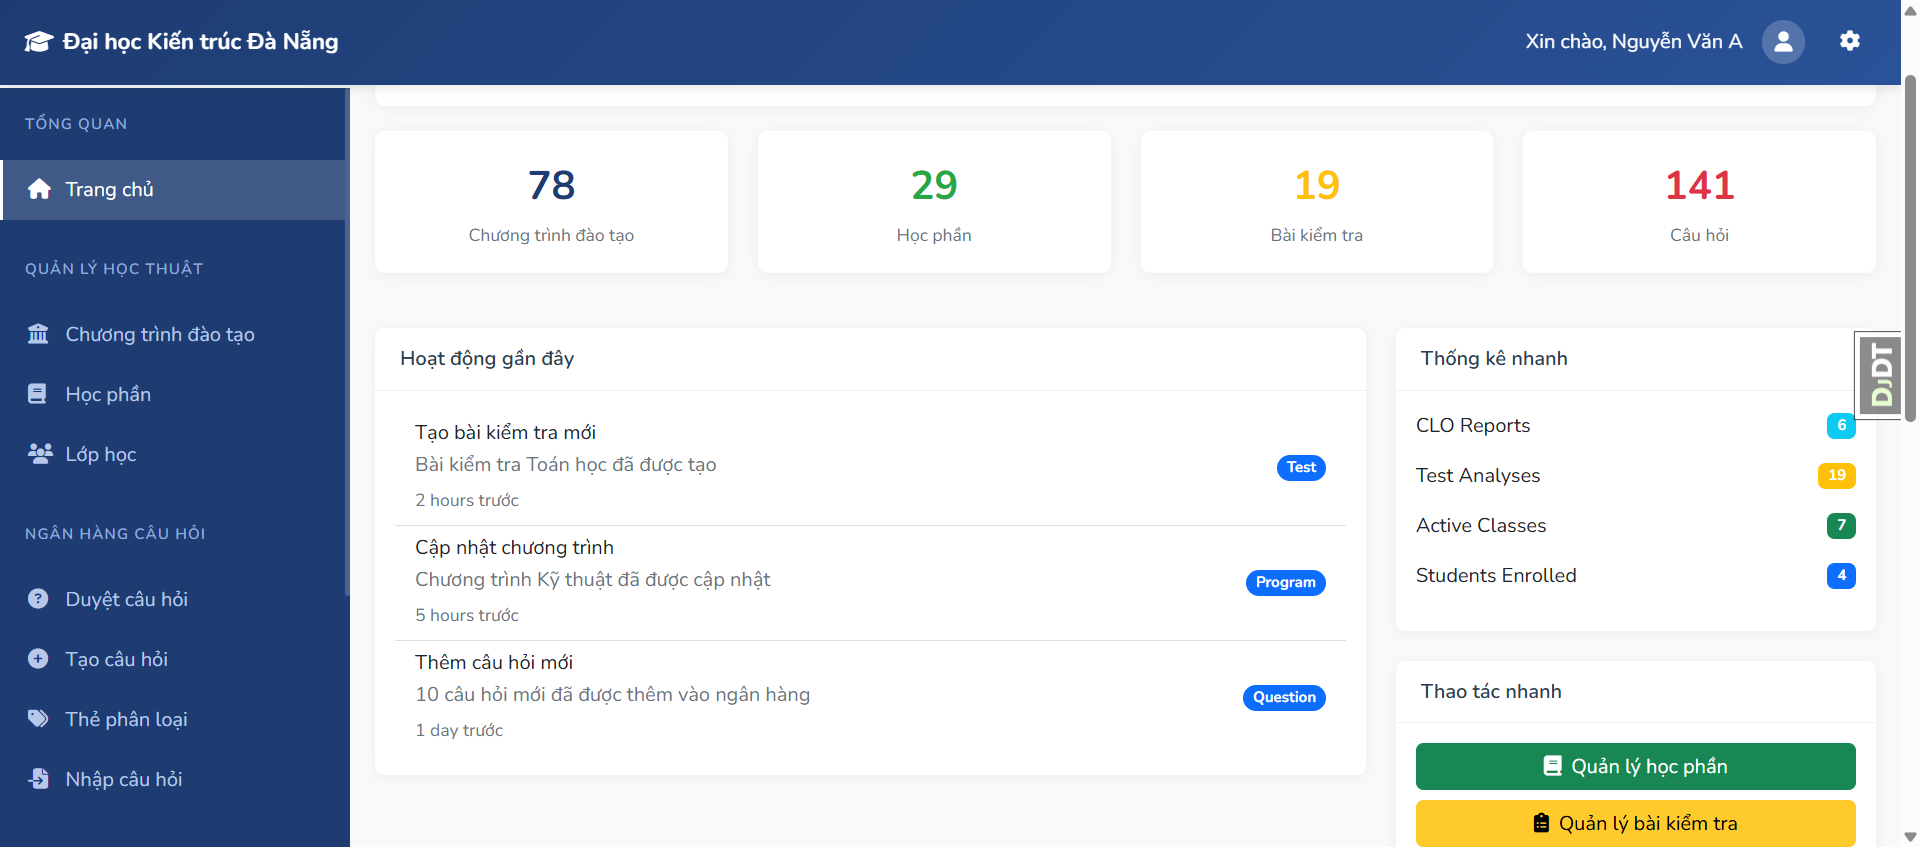 Đại học Kiến trúc Đà Nẵng
Xin chào, Nguyễn Văn A
TỔNG QUAN
Trang chủ
QUẢN LÝ HỌC THUẬT
Chương trình đào tạo
Học phần
Lớp học
NGÂN HÀNG CÂU HỎI
Duyệt câu hỏi
Tạo câu hỏi
Thẻ phân loại
Nhập câu hỏi
78
Chương trình đào tạo
29
Học phần
19
Bài kiểm tra
141
Câu hỏi
Hoạt động gần đây
Tạo bài kiểm tra mới
Bài kiểm tra Toán học đã được tạo
2 hours trước
Test
Cập nhật chương trình
Chương trình Kỹ thuật đã được cập nhật
5 hours trước
Program
Thêm câu hỏi mới
10 câu hỏi mới đã được thêm vào ngân hàng
1 day trước
Question
Thống kê nhanh
CLO Reports 6
Test Analyses 19
Active Classes 7
Students Enrolled 4
DJDT
Thao tác nhanh
Quản lý học phần
Quản lý bài kiểm tra